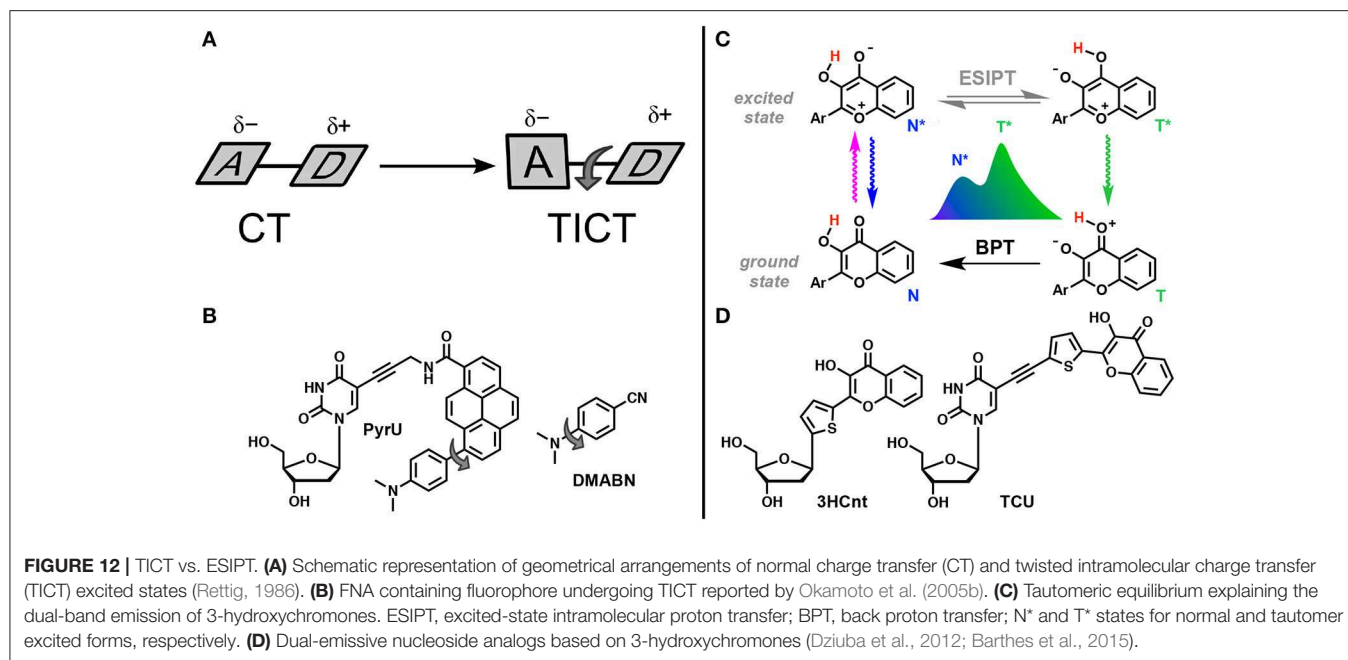 A
δ− δ+ δ− δ+
A D A D
CT TICT
B
O O
HN NH
O N
HO O PyrU
OH N
CN
N
DMABN
C
H O O-
excited state
Ar O+
N*
ESIPT
H O
-O
Ar O+
T*
N* T*
H O O
ground state
Ar O
N
BPT
H O+
-O
Ar O
T
D
HO O
O
S
HO O
OH 3HCnt
HO O
O
S
O
HN
O N
HO O
OH TCU
FIGURE 12 | TICT vs. ESIPT. (A) Schematic representation of geometrical arrangements of normal charge transfer (CT) and twisted intramolecular charge transfer
(TICT) excited states (Rettig, 1986). (B) FNA containing fluorophore undergoing TICT reported by Okamoto et al. (2005b). (C) Tautomeric equilibrium explaining the
dual-band emission of 3-hydroxychromones. ESIPT, excited-state intramolecular proton transfer; BPT, back proton transfer; N* and T* states for normal and tautomer
excited forms, respectively. (D) Dual-emissive nucleoside analogs based on 3-hydroxychromones (Dziuba et al., 2012; Barthes et al., 2015).